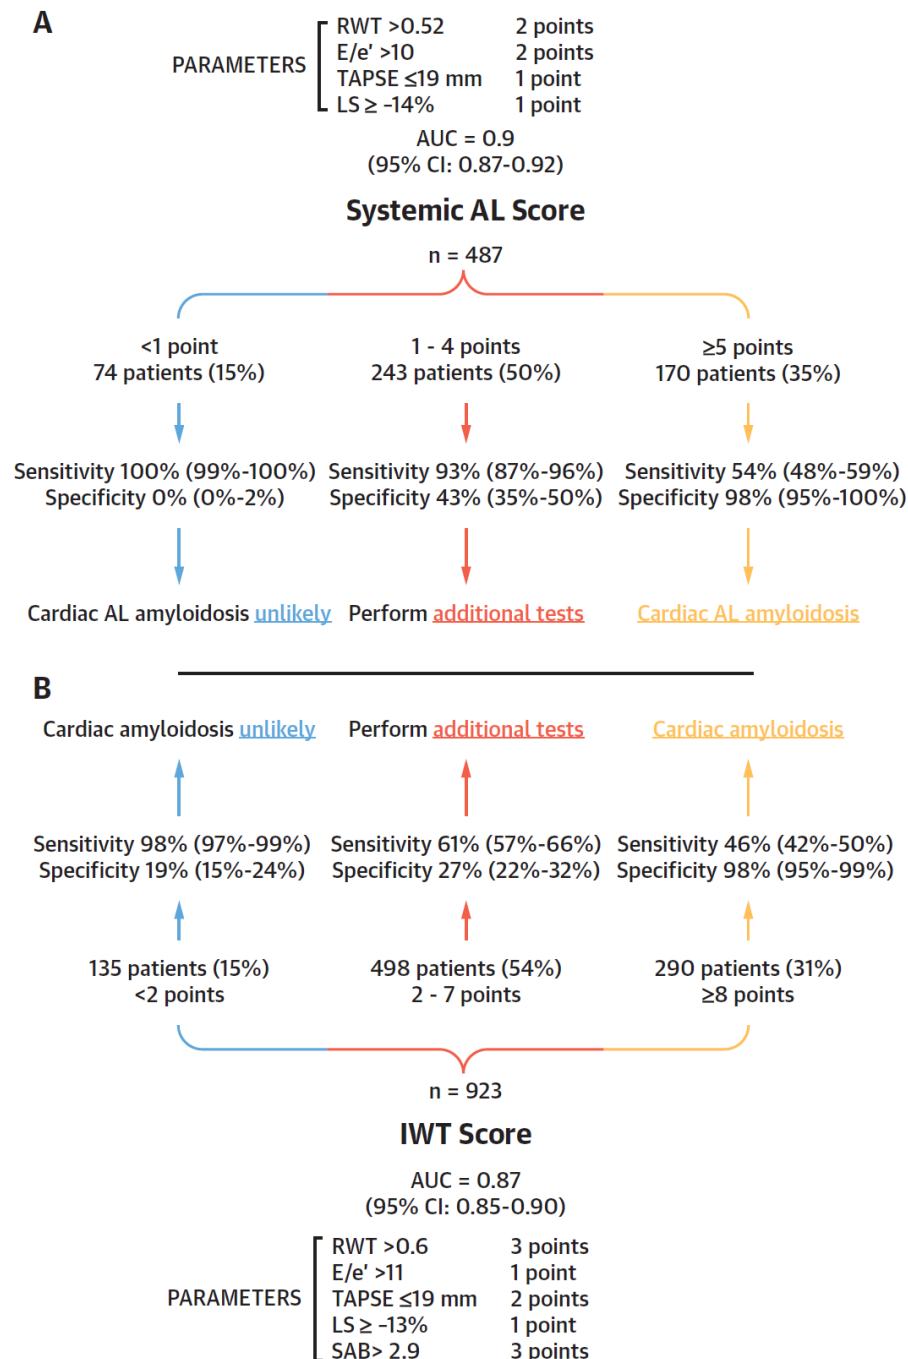 A
PARAMETERS
RWT >0.52 2 points
E/e′ >10 2 points
TAPSE ≤19 mm 1 point
LS ≥ -14% 1 point
AUC = 0.9
(95% CI: 0.87-0.92)
Systemic AL Score
n = 487
<1 point 1 - 4 points ≥5 points
74 patients (15%) 243 patients (50%) 170 patients (35%)
Sensitivity 100% (99%-100%) Sensitivity 93% (87%-96%) Sensitivity 54% (48%-59%)
Specificity 0% (0%-2%) Specificity 43% (35%-50%) Specificity 98% (95%-100%)
Cardiac AL amyloidosis unlikely Perform additional tests Cardiac AL amyloidosis
B
Cardiac amyloidosis unlikely Perform additional tests Cardiac amyloidosis
Sensitivity 98% (97%-99%) Sensitivity 61% (57%-66%) Sensitivity 46% (42%-50%)
Specificity 19% (15%-24%) Specificity 27% (22%-32%) Specificity 98% (95%-99%)
135 patients (15%) 498 patients (54%) 290 patients (31%)
<2 points 2 - 7 points ≥8 points
n = 923
IWT Score
AUC = 0.87
(95% CI: 0.85-0.90)
PARAMETERS
RWT >0.6 3 points
E/e′ >11 1 point
TAPSE ≤19 mm 2 points
LS ≥ -13% 1 point
SAB> 2.9 3 points